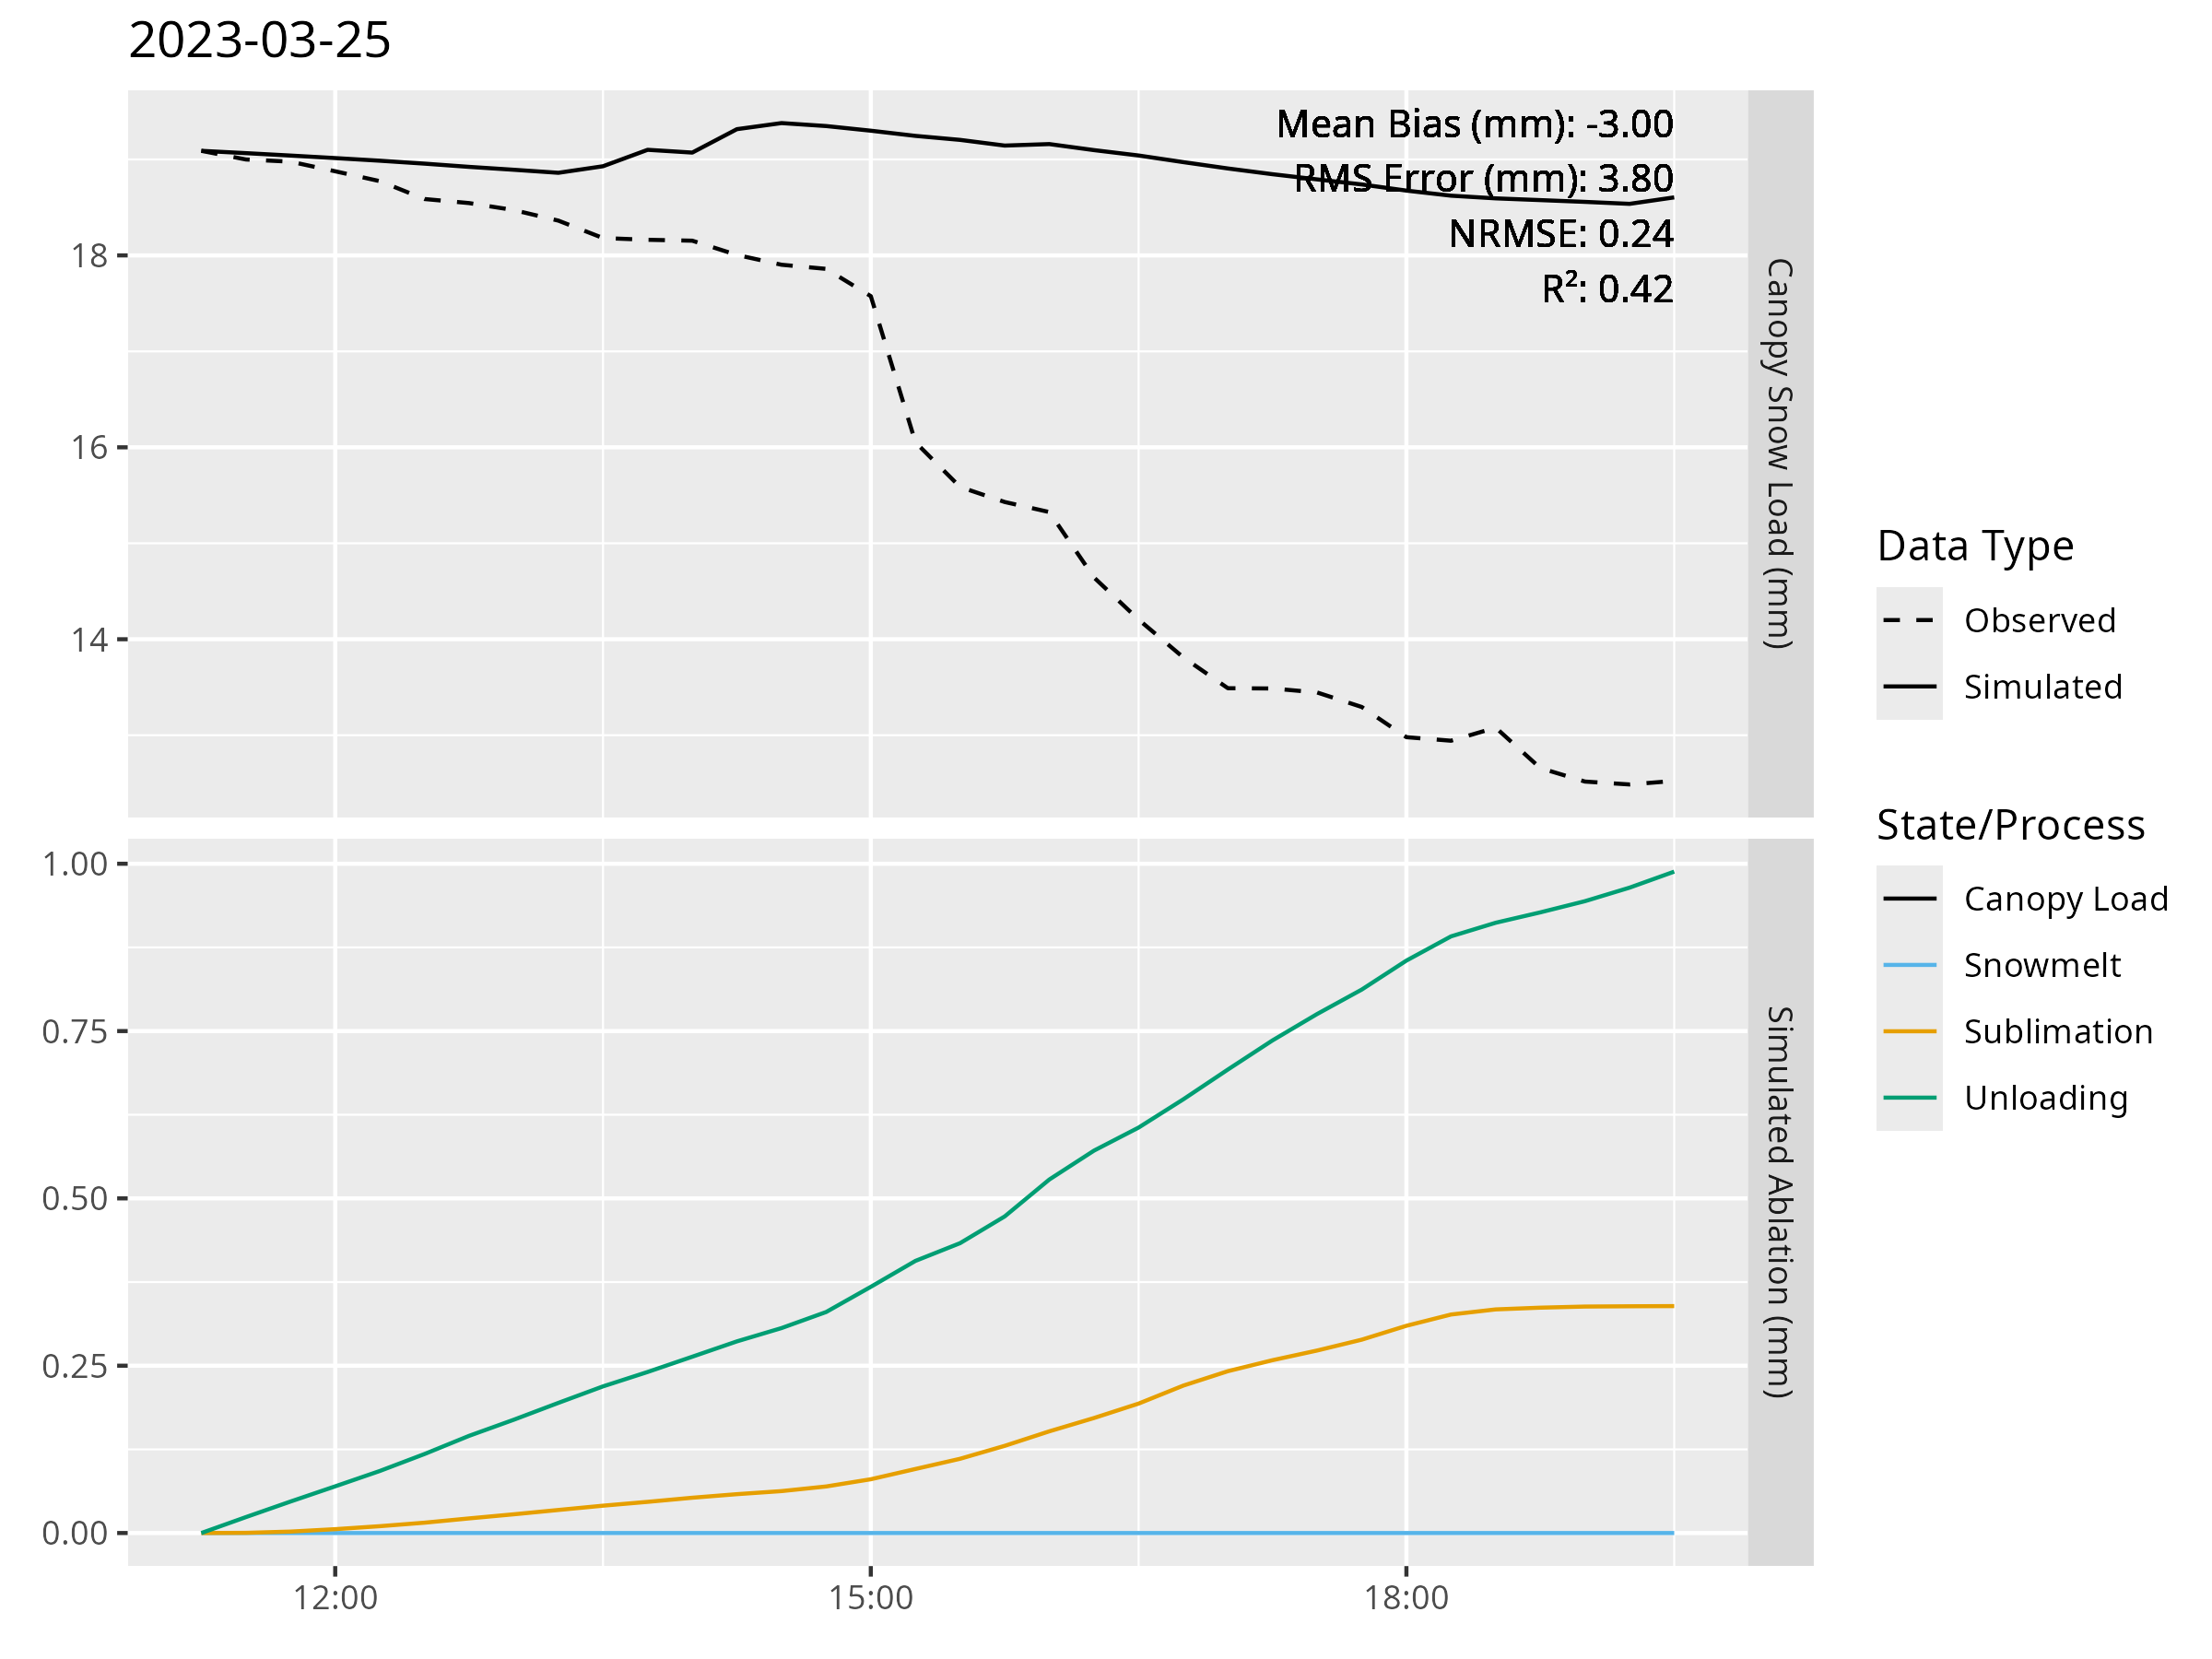 2023-03-25
Mean Bias (mm): -3.00
RMS Error (mm): 3.80
NRMSE: 0.24
R²: 0.42
18
16
14
Canopy Snow Load (mm)
1.00
0.75
0.50
0.25
0.00
Simulated Ablation (mm)
12:00
15:00
18:00
Data Type
Observed
Simulated
State/Process
Canopy Load
Snowmelt
Sublimation
Unloading